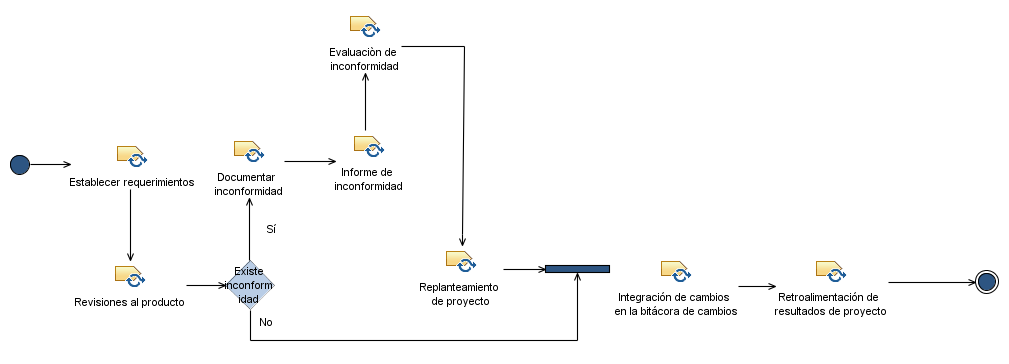 Evaluaciòn de
inconformidad
Establecer requerimientos
Documentar
inconformidad
Informe de
inconformidad
Sí
Existe
inconform
idad
Revisiones al producto
No
Replanteamiento
de proyecto
Integración de cambios
en la bitácora de cambios
Retroalimentación de
resultados de proyecto